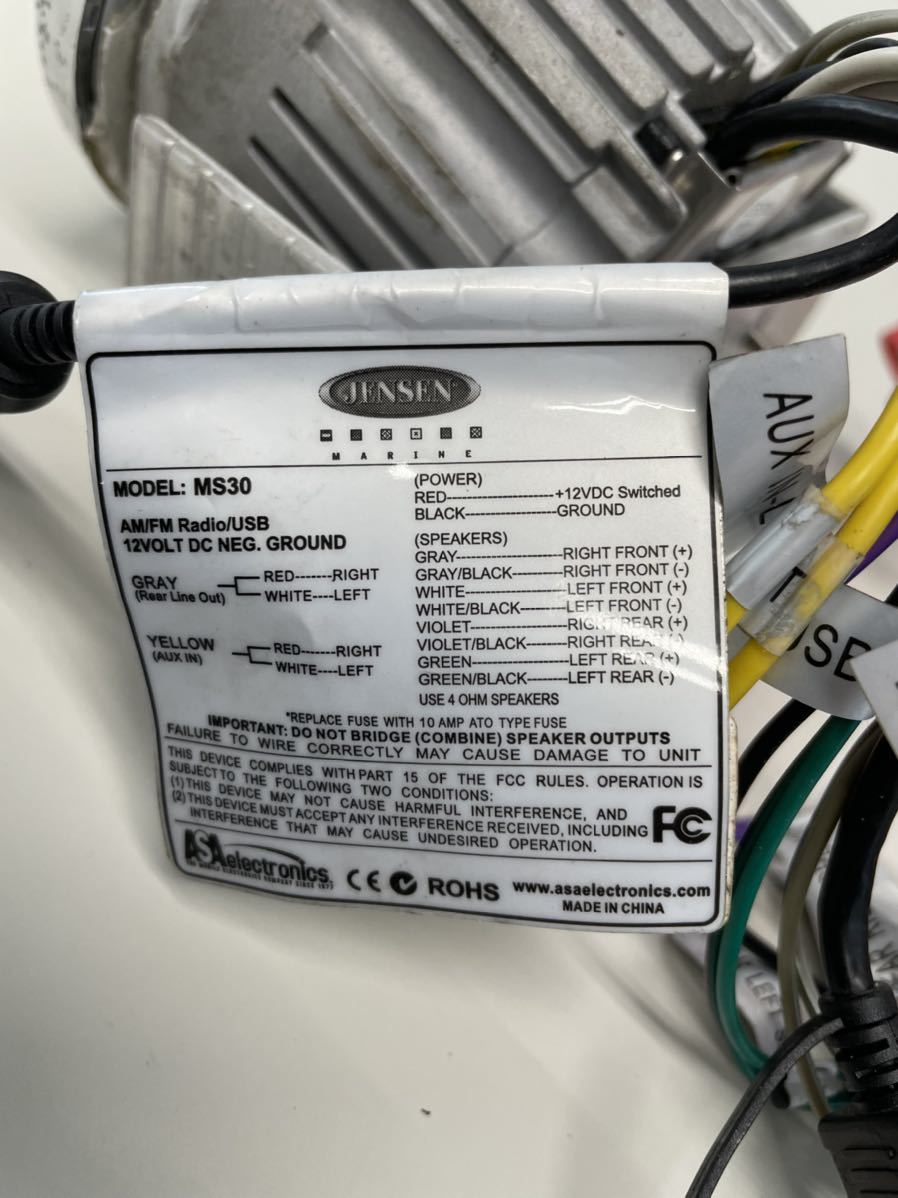 JENSEN
MARINE
MODEL: MS30
AM/FM Radio/USB
12VOLT DC NEG. GROUND
GRAY
(Rear Line Out)
RED-------RIGHT
WHITE----LEFT
YELLOW
(AUX IN)
RED-------RIGHT
WHITE----LEFT
(POWER)
RED----------------------+12VDC Switched
BLACK-------------------GROUND
(SPEAKERS)
GRAY----------------------RIGHT FRONT (+)
GRAY/BLACK----------RIGHT FRONT (-)
WHITE--------------------LEFT FRONT (+)
WHITE/BLACK---------LEFT FRONT (-)
VIOLET-------------------RIGHT REAR (+)
VIOLET/BLACK--------RIGHT REAR (-)
GREEN-------------------LEFT REAR (+)
GREEN/BLACK--------LEFT REAR (-)
USE 4 OHM SPEAKERS
*REPLACE FUSE WITH 10 AMP ATO TYPE FUSE
IMPORTANT: DO NOT BRIDGE (COMBINE) SPEAKER OUTPUTS
FAILURE TO WIRE CORRECTLY MAY CAUSE DAMAGE TO UNIT
THIS DEVICE COMPLIES WITH PART 15 OF THE FCC RULES. OPERATION IS
SUBJECT TO THE FOLLOWING TWO CONDITIONS:
(1) THIS DEVICE MAY NOT CAUSE HARMFUL INTERFERENCE, AND
(2) THIS DEVICE MUST ACCEPT ANY INTERFERENCE RECEIVED, INCLUDING
INTERFERENCE THAT MAY CAUSE UNDESIRED OPERATION.
FC
ASAelectronics
CE ROHS www.asaelectronics.com
MADE IN CHINA
AUX IN-L
USB
LEFT